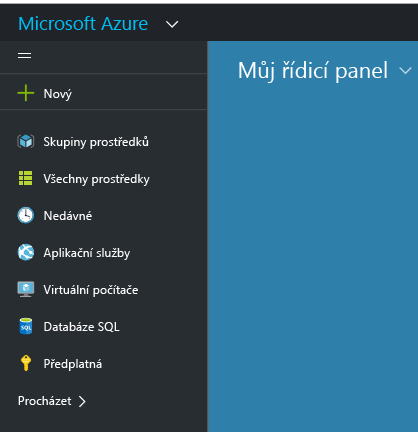 Microsoft Azure
Můj řídicí panel
Nový
Skupiny prostředků
Všechny prostředky
Nedávné
Aplikační služby
Virtuální počítače
SQL Databáze SQL
Předplatná
Procházet